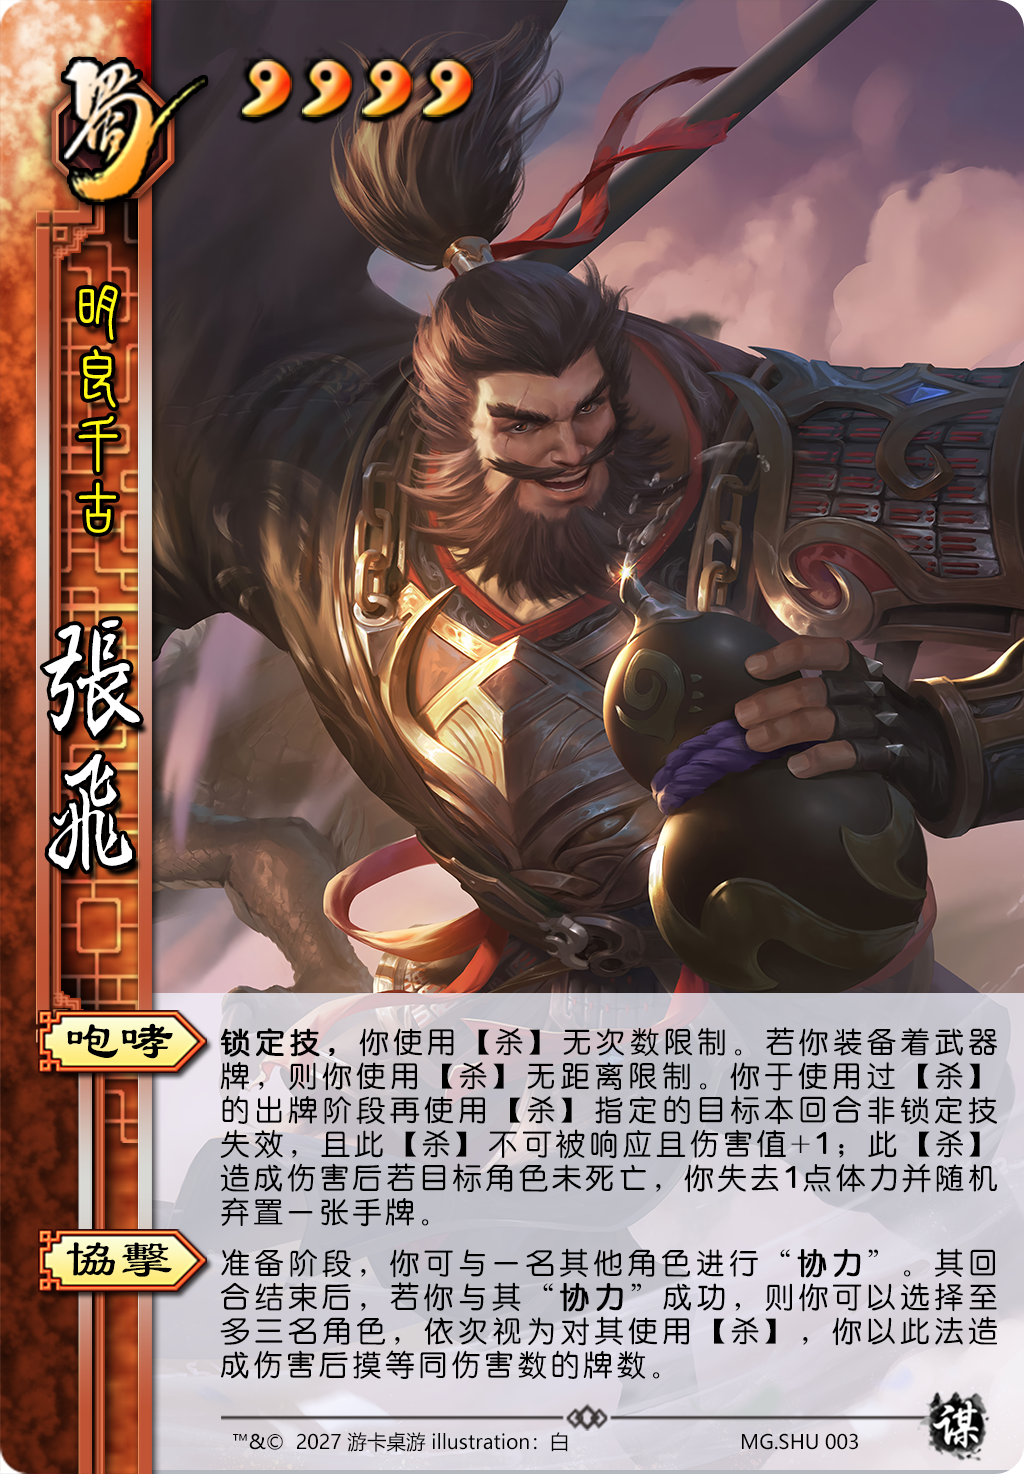 蜀
明良千古
張飛
咆哮
锁定技，你使用【杀】无次数限制。若你装备着武器
牌，则你使用【杀】无距离限制。你于使用过【杀】
的出牌阶段再使用【杀】指定的目标本回合非锁定技
失效，且此【杀】不可被响应且伤害值+1；此【杀】
造成伤害后若目标角色未死亡，你失去1点体力并随机
弃置一张手牌。
協擊
准备阶段，你可与一名其他角色进行“协力”。其回
合结束后，若你与其“协力”成功，则你可以选择至
多三名角色，依次视为对其使用【杀】，你以此法造
成伤害后摸等同伤害数的牌数。
™&© 2027 游卡桌游 illustration：白
MG.SHU 003
谋